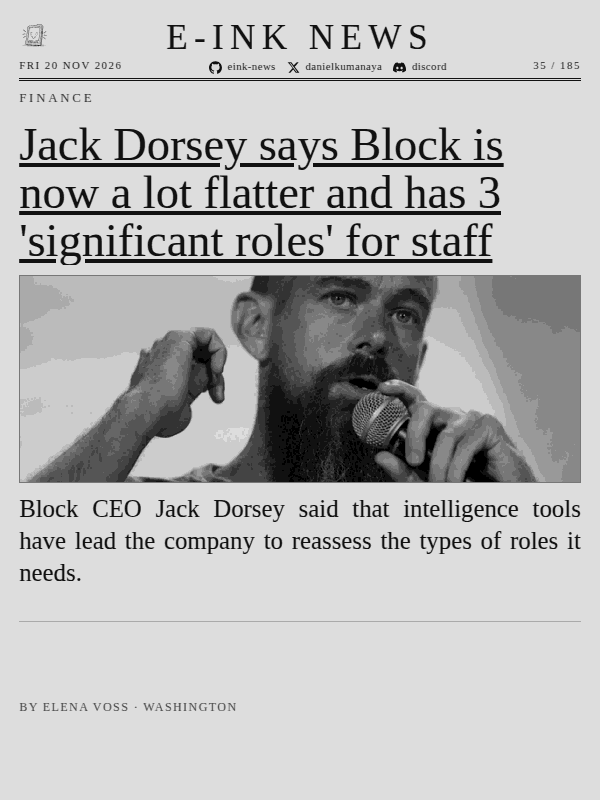 E-INK NEWS
FRI 20 NOV 2026
eink-news danielkumanaya discord
35 / 185
FINANCE
Jack Dorsey says Block is
now a lot flatter and has 3
'significant roles' for staff
Block CEO Jack Dorsey said that intelligence tools
have lead the company to reassess the types of roles it
needs.
BY ELENA VOSS · WASHINGTON